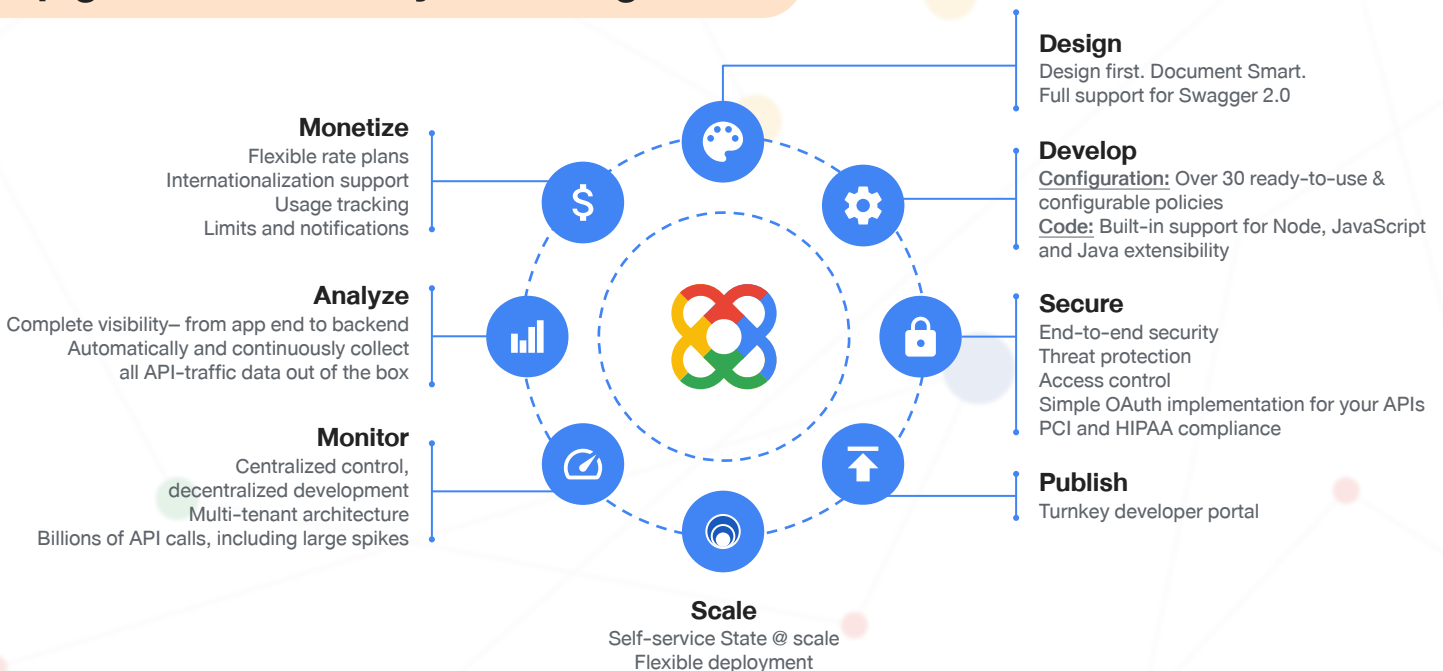 Design
Design first. Document Smart.
Full support for Swagger 2.0
Develop
Configuration: Over 30 ready-to-use &
configurable policies
Code: Built-in support for Node, JavaScript
and Java extensibility
Secure
End-to-end security
Threat protection
Access control
Simple OAuth implementation for your APIs
PCI and HIPAA compliance
Publish
Turnkey developer portal
Scale
Self-service State @ scale
Flexible deployment
Monitor
Centralized control,
decentralized development
Multi-tenant architecture
Billions of API calls, including large spikes
Analyze
Complete visibility– from app end to backend
Automatically and continuously collect
all API-traffic data out of the box
Monetize
Flexible rate plans
Internationalization support
Usage tracking
Limits and notifications
$